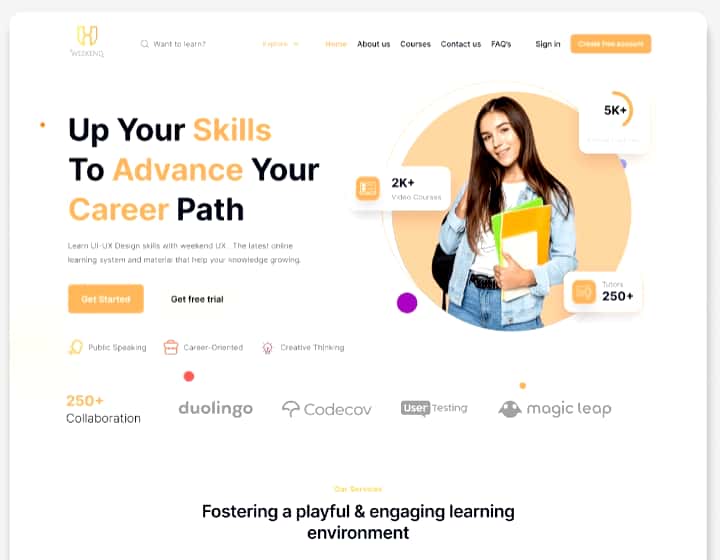 WEEKEND
Want to learn?
Explore
Home
About us
Courses
Contact us
FAQ's
Sign in
Create free account
Up Your Skills
To Advance Your
Career Path
Learn UI-UX Design skills with weekend UX . The latest online
learning system and material that help your knowledge growing.
Get Started
Get free trial
5K+
2K+
Video Courses
Tutors
250+
Public Speaking
Career-Oriented
Creative Thinking
250+
Collaboration
duolingo
Codecov
User Testing
magic leap
Our Services
Fostering a playful & engaging learning
environment